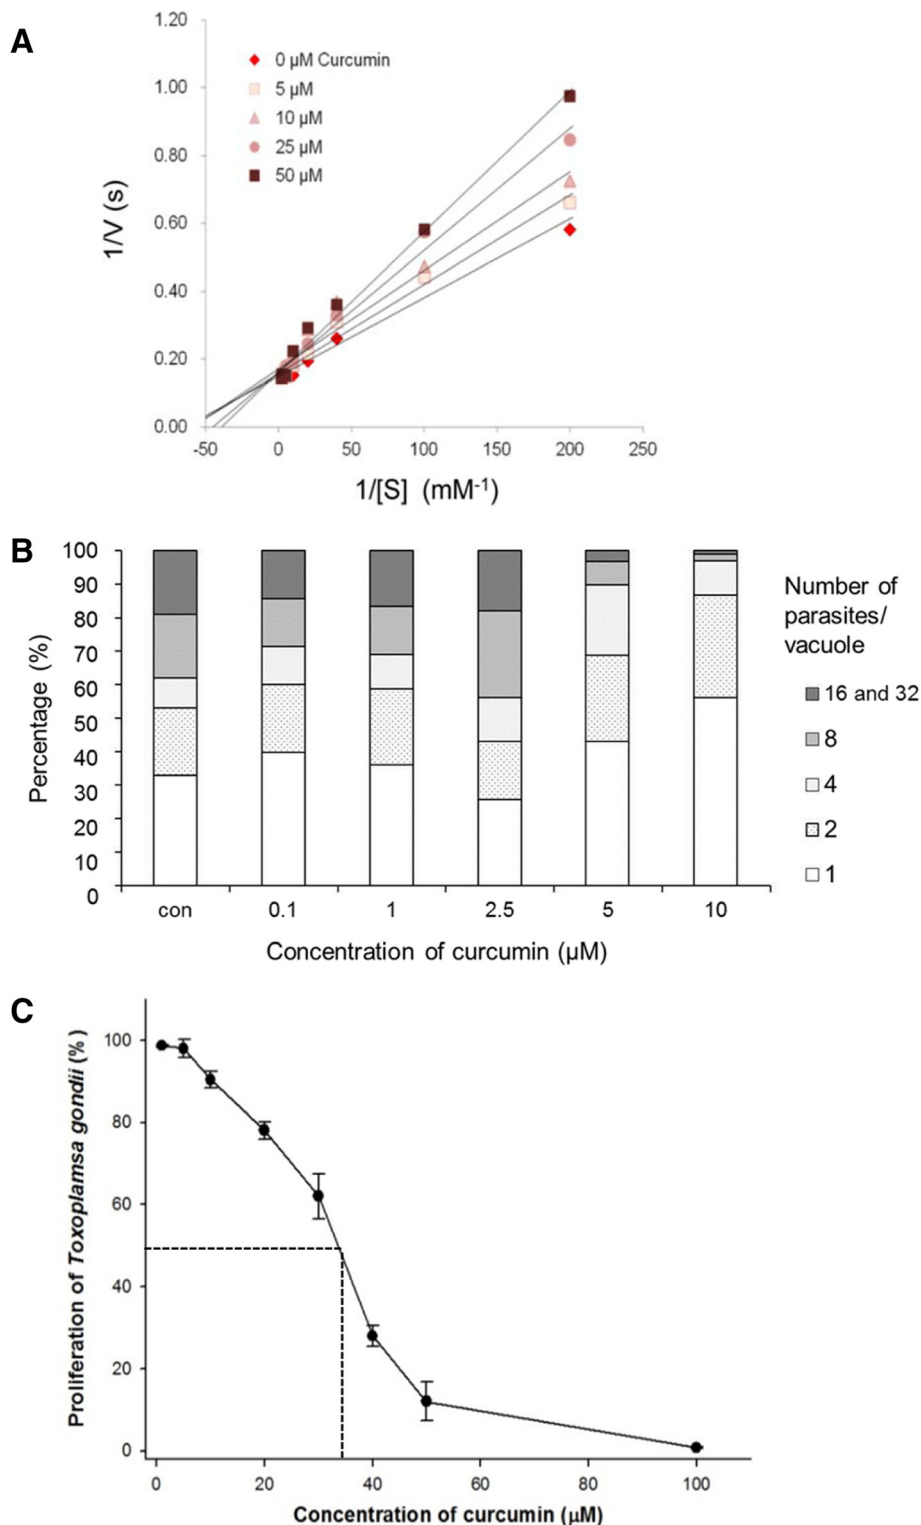 A
1/V (s)
1.20
1.00
0.80
0.60
0.40
0.20
0.00
0 µM Curcumin
5 µM
10 µM
25 µM
50 µM
-50 0 50 100 150 200 250
1/[S] (mM-1)
B
Percentage (%)
100
90
80
70
60
50
40
30
20
10
0
con 0.1 1 2.5 5 10
Concentration of curcumin (µM)
Number of
parasites/
vacuole
16 and 32
8
4
2
1
C
Proliferation of Toxoplamsa gondii (%)
100
80
60
40
20
0
0 20 40 60 80 100
Concentration of curcumin (µM)